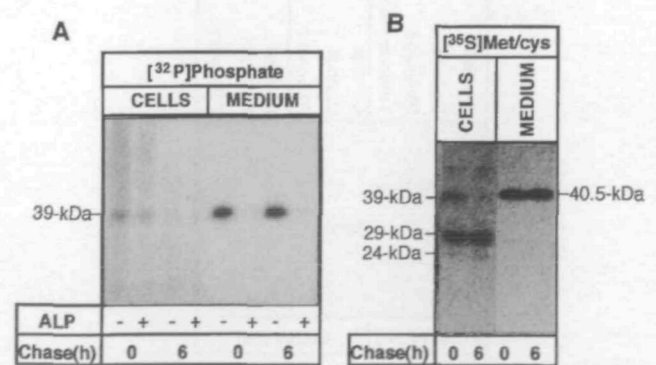 A
[32P]Phosphate
CELLS MEDIUM
39-kDa
ALP - + - + - + - +
Chase(h) 0 6 0 6
B
[35S]Met/cys
CELLS
MEDIUM
39-kDa
29-kDa
24-kDa
40.5-kDa
Chase(h) 0 6 0 6